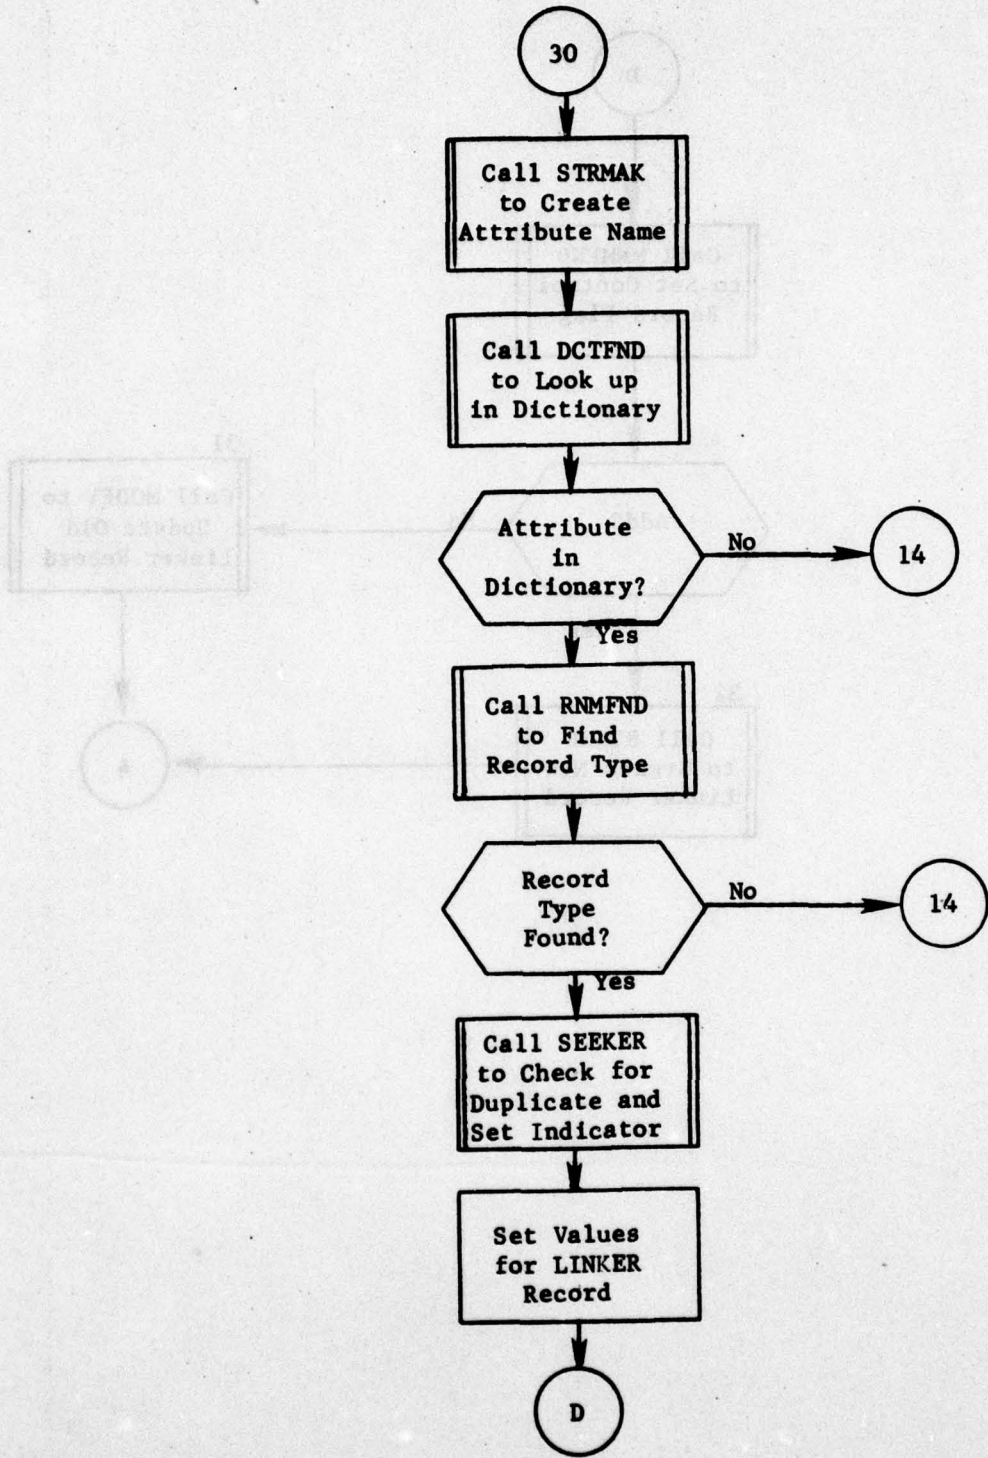 30
Call STRMAK
to Create
Attribute Name
Call DCTFND
to Look up
in Dictionary
Attribute
in
Dictionary?
No
14
Yes
Call RNMFND
to Find
Record Type
Record
Type
Found?
No
14
Yes
Call SEEKER
to Check for
Duplicate and
Set Indicator
Set Values
for LINKER
Record
D